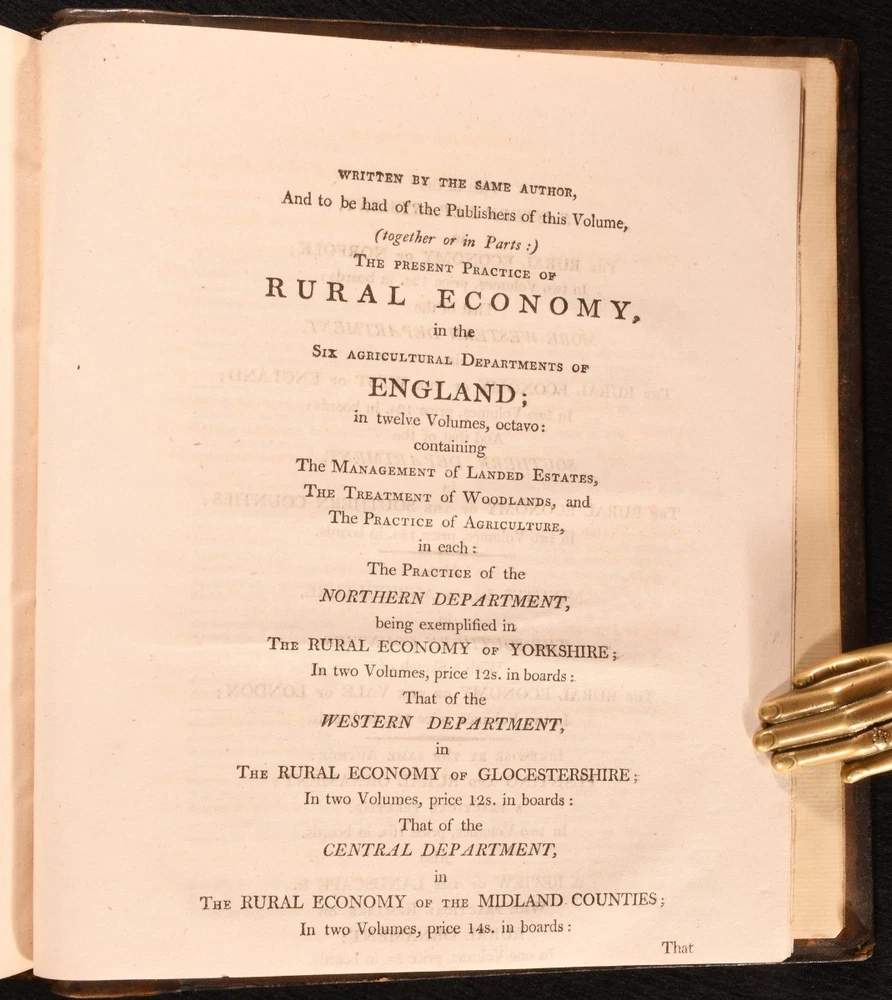 WRITTEN BY THE SAME AUTHOR,
And to be had of the Publishers of this Volume,
(together or in Parts:)
THE PRESENT PRACTICE OF
RURAL ECONOMY,
in the
SIX AGRICULTURAL DEPARTMENTS OF
ENGLAND;
in twelve Volumes, octavo:
containing
The MANAGEMENT of LANDED ESTATES,
THE TREATMENT of WOODLANDS, and
The PRACTICE of AGRICULTURE,
in each:
The PRACTICE of the
NORTHERN DEPARTMENT,
being exemplified in
THE RURAL ECONOMY OF YORKSHIRE;
In two Volumes, price 12s. in boards:
That of the
WESTERN DEPARTMENT,
in
THE RURAL ECONOMY OF GLOCESTERSHIRE;
In two Volumes, price 12s. in boards:
That of the
CENTRAL DEPARTMENT,
in
THE RURAL ECONOMY OF THE MIDLAND COUNTIES;
In two Volumes, price 14s. in boards:
That